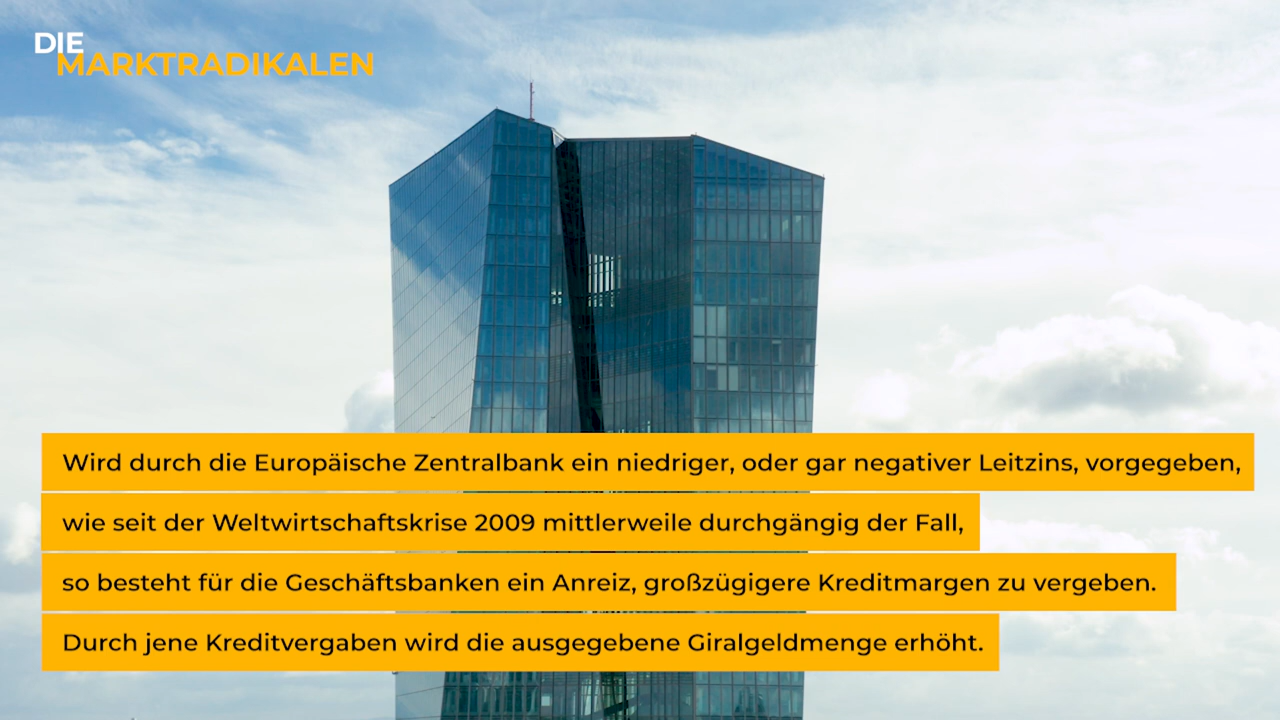 DIE
MARKTRADIKALEN
Wird durch die Europäische Zentralbank ein niedriger, oder gar negativer Leitzins, vorgegeben,
wie seit der Weltwirtschaftskrise 2009 mittlerweile durchgängig der Fall,
so besteht für die Geschäftsbanken ein Anreiz, großzügigere Kreditmargen zu vergeben.
Durch jene Kreditvergaben wird die ausgegebene Giralgeldmenge erhöht.